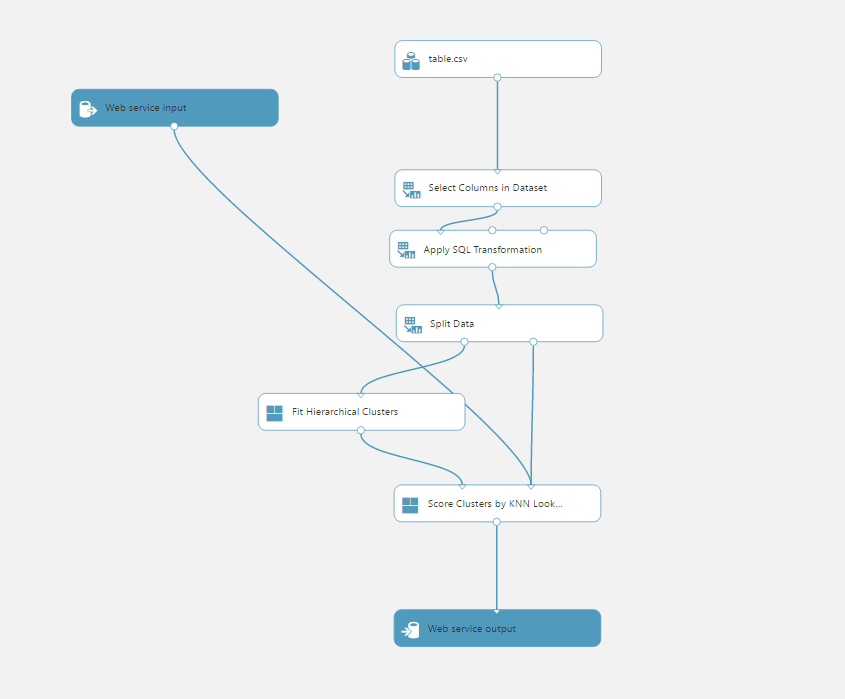 table.csv
Web service input
Select Columns in Dataset
Apply SQL Transformation
Split Data
Fit Hierarchical Clusters
Score Clusters by KNN Look...
Web service output